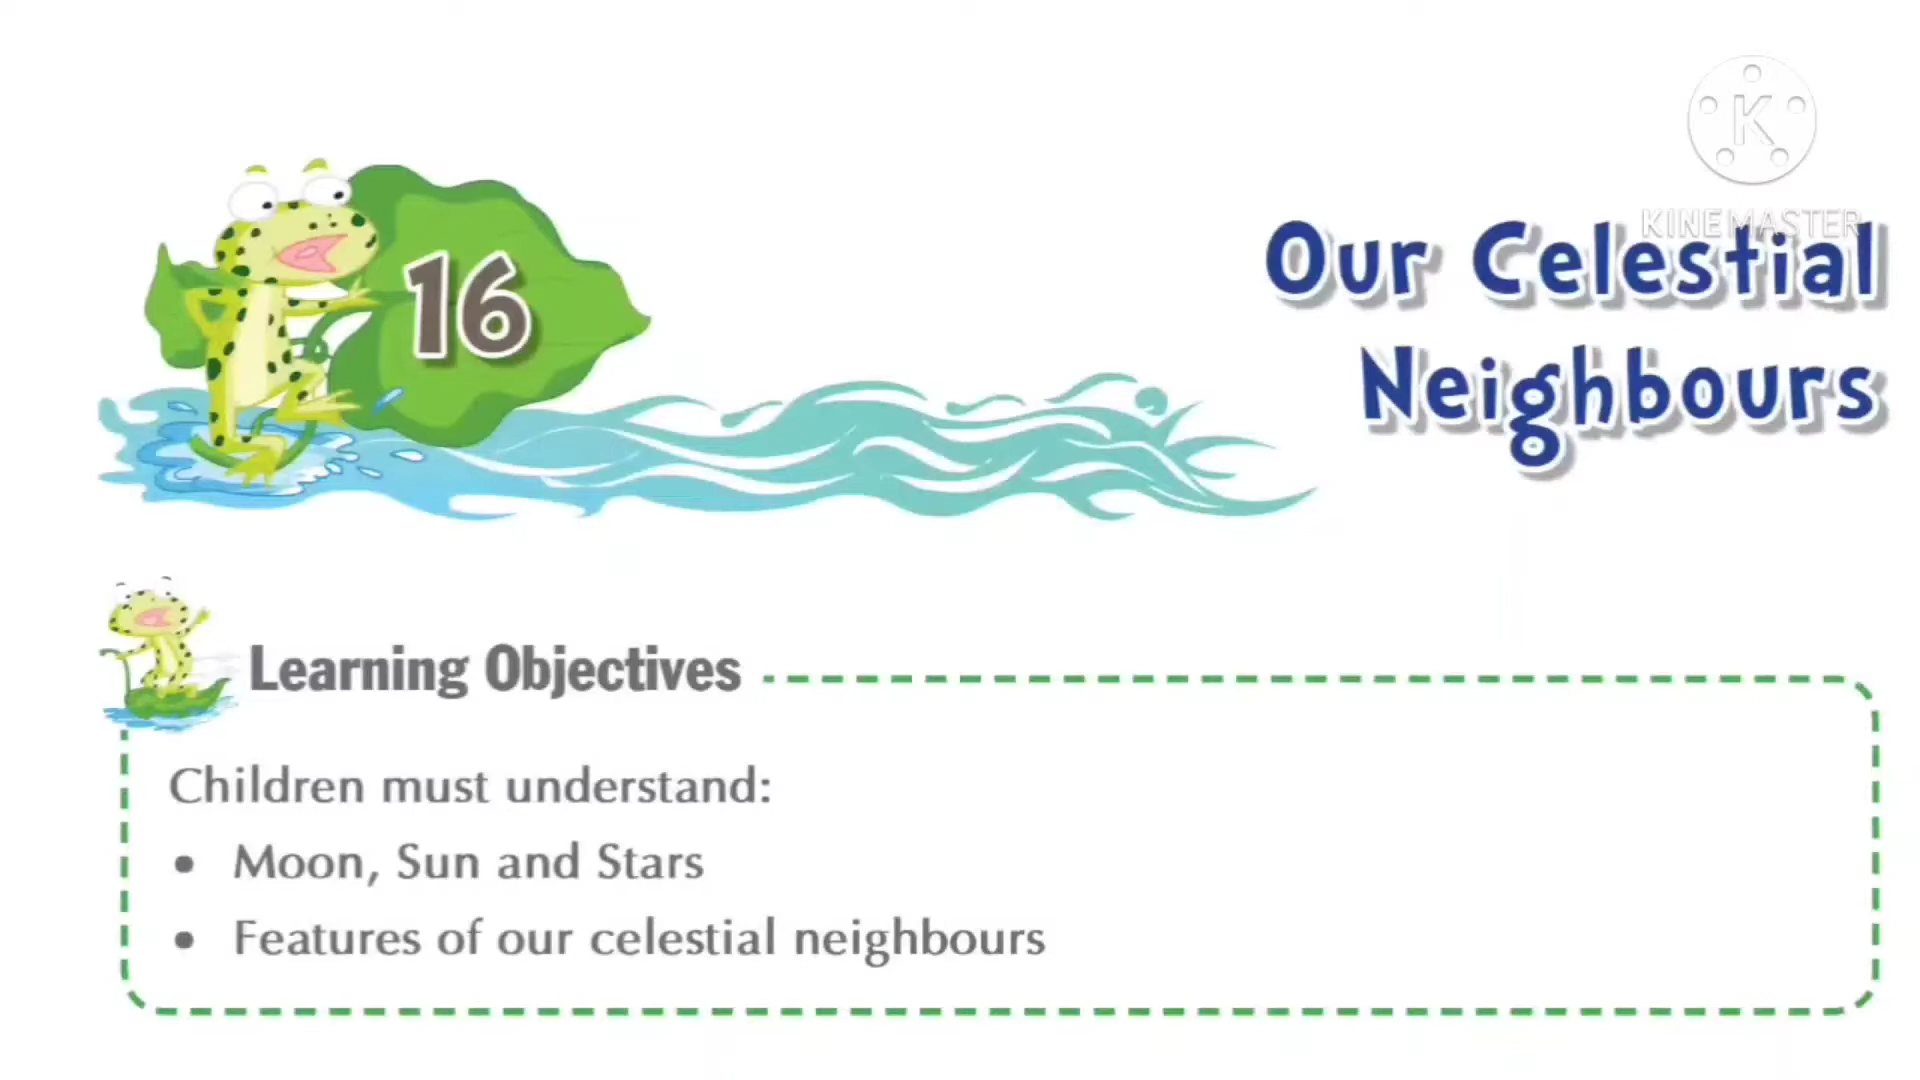 K
KINEMASTER
16
Our Celestial
Neighbours
Learning Objectives
Children must understand:
• Moon, Sun and Stars
• Features of our celestial neighbours